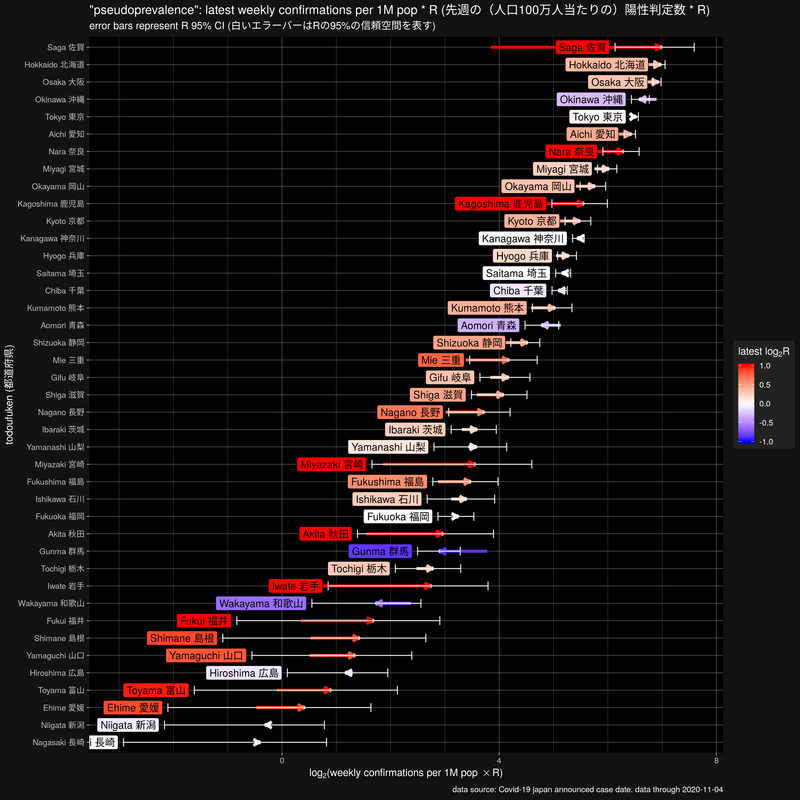 "pseudoprevalence": latest weekly confirmations per 1M pop * R (先週の（人口100万人当たりの）陽性判定数 * R)
error bars represent R 95% CI (白いエラーバーはRの95%の信頼空間を表す)
Saga 佐賀
Hokkaido 北海道
Osaka 大阪
Okinawa 沖縄
Tokyo 東京
Aichi 愛知
Nara 奈良
Miyagi 宮城
Okayama 岡山
Kagoshima 鹿児島
Kyoto 京都
Kanagawa 神奈川
Hyogo 兵庫
Saitama 埼玉
Chiba 千葉
Kumamoto 熊本
Aomori 青森
Shizuoka 静岡
Mie 三重
Gifu 岐阜
Shiga 滋賀
Nagano 長野
Ibaraki 茨城
Yamanashi 山梨
Miyazaki 宮崎
Fukushima 福島
Ishikawa 石川
Fukuoka 福岡
Akita 秋田
Gunma 群馬
Tochigi 栃木
Iwate 岩手
Wakayama 和歌山
Fukui 福井
Shimane 島根
Yamaguchi 山口
Hiroshima 広島
Toyama 富山
Ehime 愛媛
Niigata 新潟
Nagasaki 長崎
todoufuken (都道府県)
Saga 佐賀
Hokkaido 北海道
Osaka 大阪
Okinawa 沖縄
Tokyo 東京
Aichi 愛知
Nara 奈良
Miyagi 宮城
Okayama 岡山
Kagoshima 鹿児島
Kyoto 京都
Kanagawa 神奈川
Hyogo 兵庫
Saitama 埼玉
Chiba 千葉
Kumamoto 熊本
Aomori 青森
Shizuoka 静岡
Mie 三重
Gifu 岐阜
Shiga 滋賀
Nagano 長野
Ibaraki 茨城
Yamanashi 山梨
Miyazaki 宮崎
Fukushima 福島
Ishikawa 石川
Fukuoka 福岡
Akita 秋田
Gunma 群馬
Tochigi 栃木
Iwate 岩手
Wakayama 和歌山
Fukui 福井
Shimane 島根
Yamaguchi 山口
Hiroshima 広島
Toyama 富山
Ehime 愛媛
Niigata 新潟
i 長崎
latest log₂R
1.0
0.5
0.0
-0.5
-1.0
0 4 8
log₂(weekly confirmations per 1M pop × R)
data source: Covid-19 japan announced case date. data through 2020-11-04